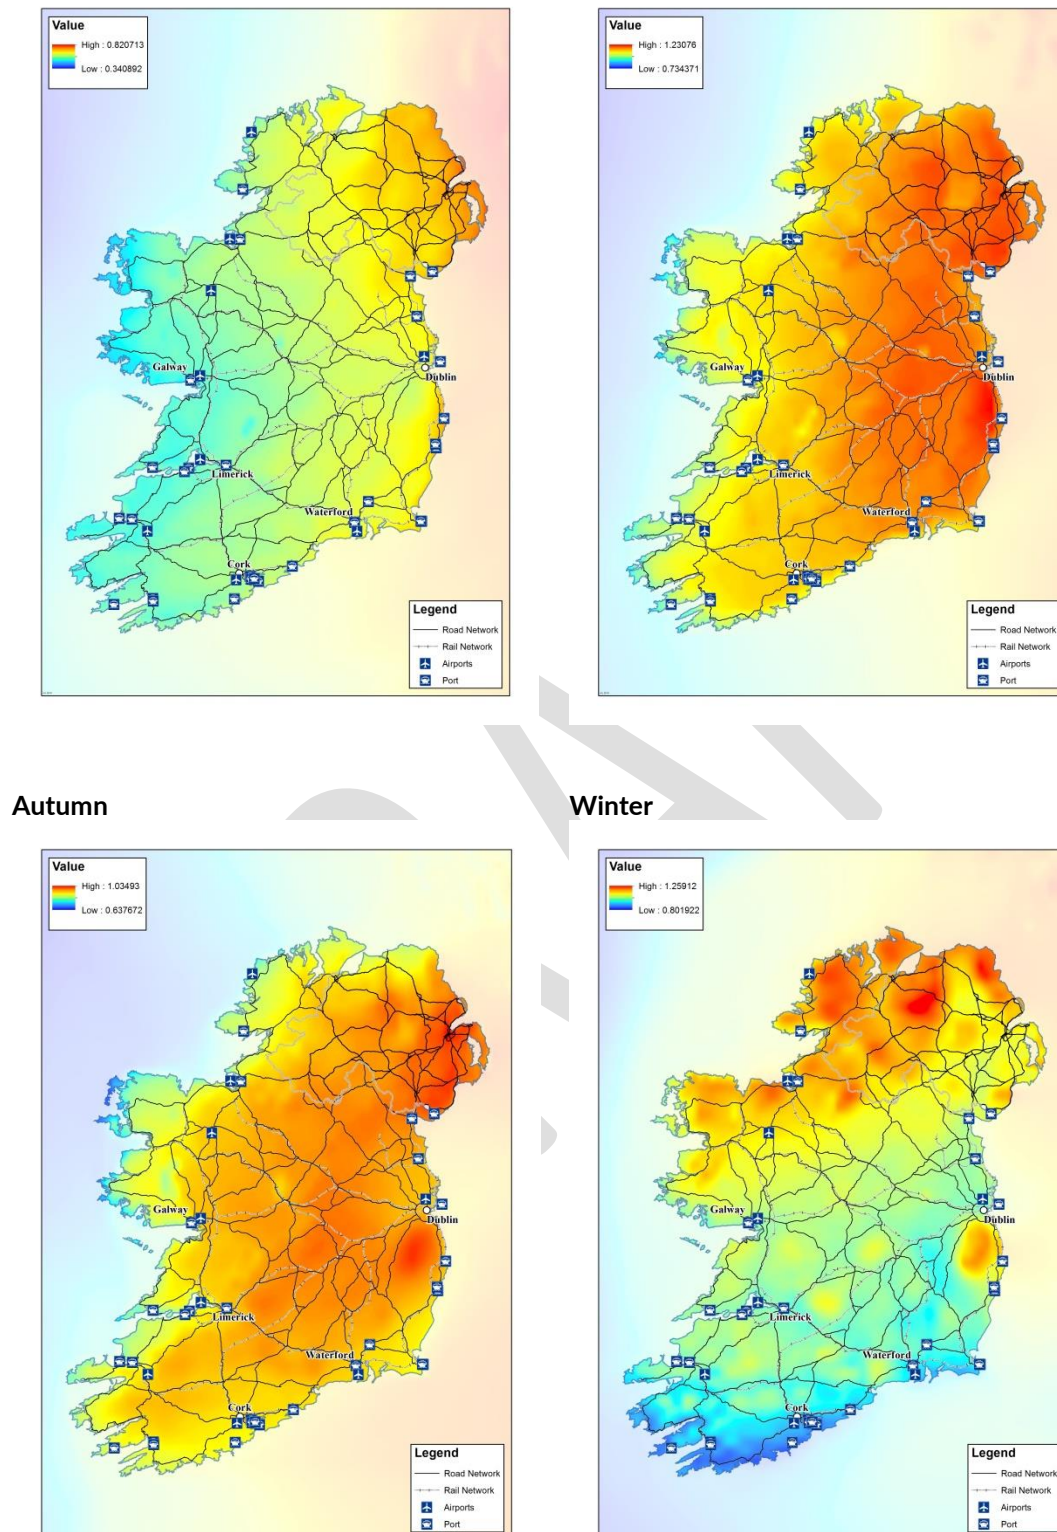 Value
High : 0.820713
Low : 0.340892
Galway
Dublin
Limerick
Waterford
Cork
Legend
Road Network
Rail Network
Airports
Port
Value
High : 1.23076
Low : 0.734371
Galway
Dublin
Limerick
Waterford
Cork
Legend
Road Network
Rail Network
Airports
Port
Autumn
Winter
Value
High : 1.03493
Low : 0.637672
Galway
Dublin
Limerick
Waterford
Cork
Legend
Road Network
Rail Network
Airports
Port
Value
High : 1.25912
Low : 0.801922
Galway
Dublin
Limerick
Waterford
Cork
Legend
Road Network
Rail Network
Airports
Port